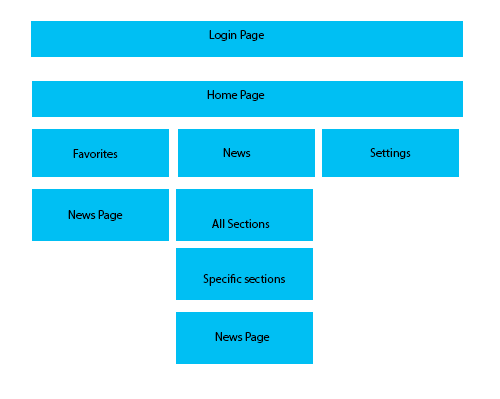 Login Page
Home Page
Favorites
News
Settings
News Page
All Sections
Specific sections
News Page